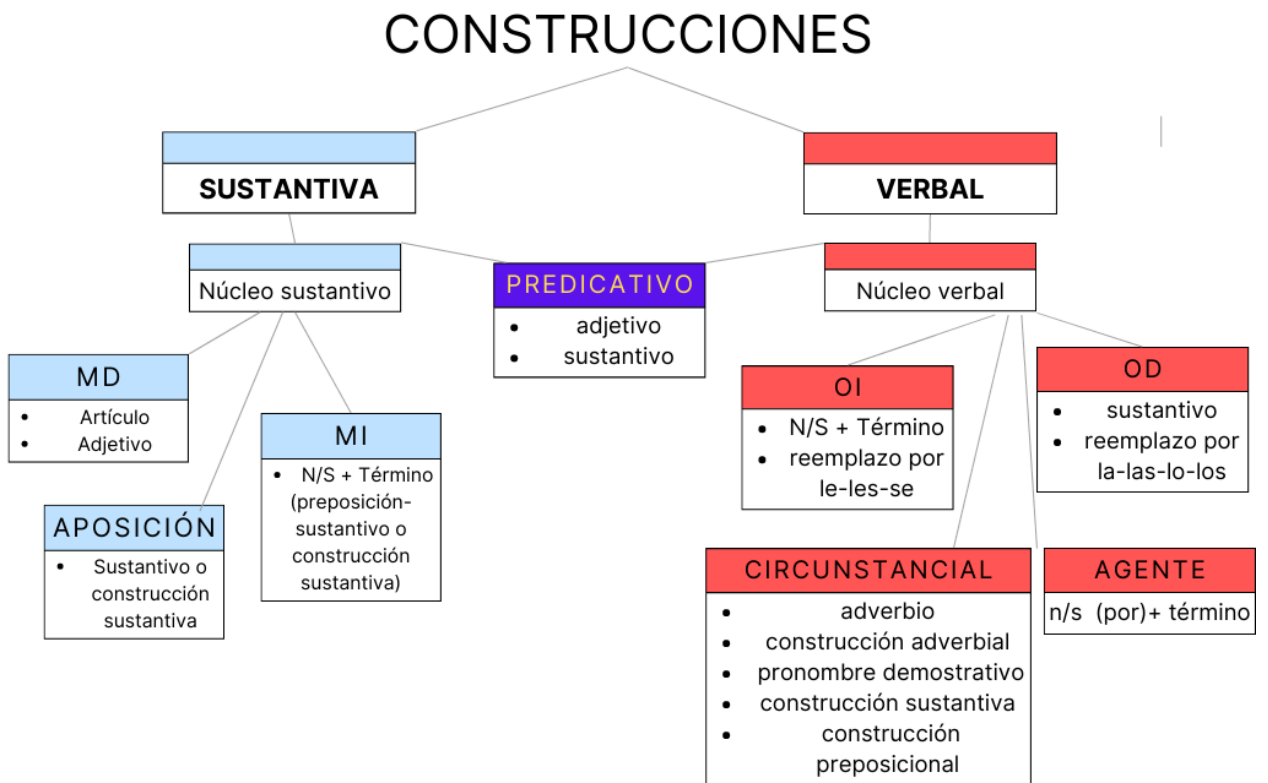 CONSTRUCCIONES
SUSTANTIVA
VERBAL
Núcleo sustantivo
PREDICATIVO
• adjetivo
• sustantivo
Núcleo verbal
MD
• Artículo
• Adjetivo
MI
• N/S + Término
(preposición-
sustantivo o
construcción
sustantiva)
APOSICIÓN
• Sustantivo o
construcción
sustantiva
OI
• N/S + Término
• reemplazo por
le-les-se
OD
• sustantivo
• reemplazo por
la-las-lo-los
CIRCUNSTANCIAL
• adverbio
• construcción adverbial
• pronombre demostrativo
• construcción sustantiva
• construcción
preposicional
AGENTE
n/s (por)+ término